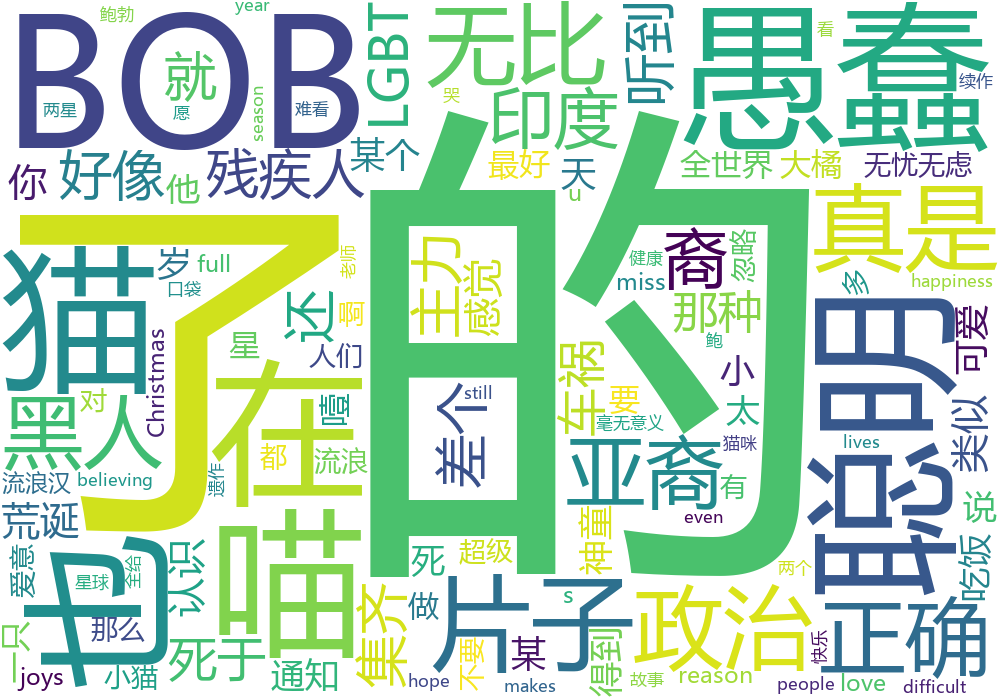 BOB
鲍勃
year
两星
就
愿
season
难看
LGBT
无比
哭
印度
听到
愚蠢
看
续作
你
好像
他
残疾人
某个
最好
天
u
全世界
大橘
无忧无虑
了
的
猫
岁
full
口袋
老师
还
啊
主力
感觉
裔
健康
忽略
miss
那种
真是
多
happiness
聪明
可爱
星
人们
Christmas
在
对
黑人
噎
都
流浪
差个
still
车祸
要
鲍
小
太
毫无意义
猫咪
亚裔
有
类似
lives
流浪汉
believing
遗作
荒诞
喵
even
说
爱意
也
星球
全给
认识
死
超级
神童
两个
吃饭
一只
那么
集齐
做
片子
s
政治
正确
joys
小猫
死于
通知
hope
不要
makes
某
得到
故事
reason
people
快乐
love
difficult